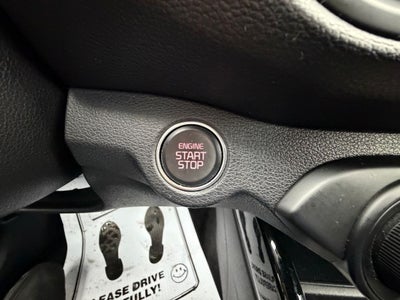 ENGINE
START
STOP
EASE DRIVE
FULLY!